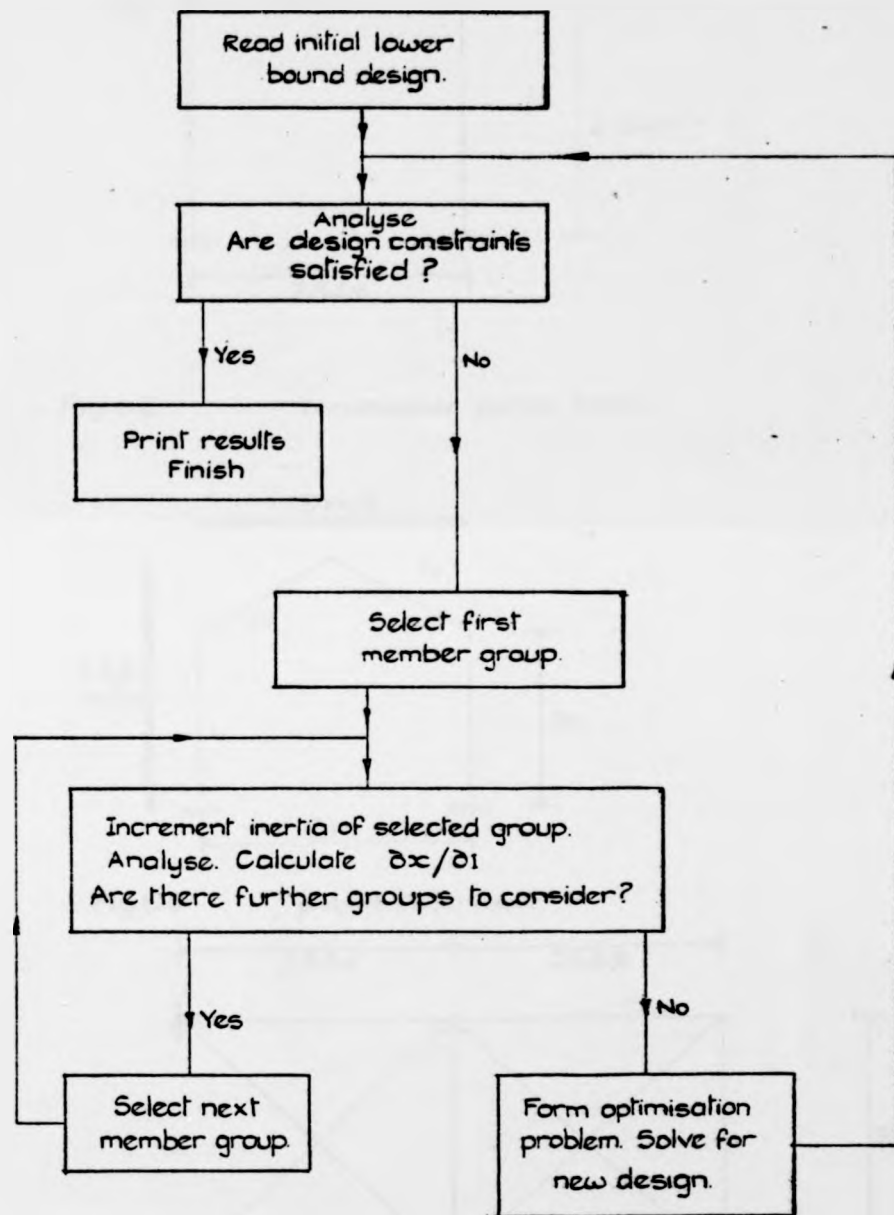 Read initial lower
bound design.
Analyse
Are design constraints
satisfied ?
Yes
No
Print results
Finish
Select first
member group.
Increment inertia of selected group.
Analyse. Calculate ∂x/∂I
Are there further groups to consider?
Yes
No
Select next
member group.
Form optimisation
problem. Solve for
new design.